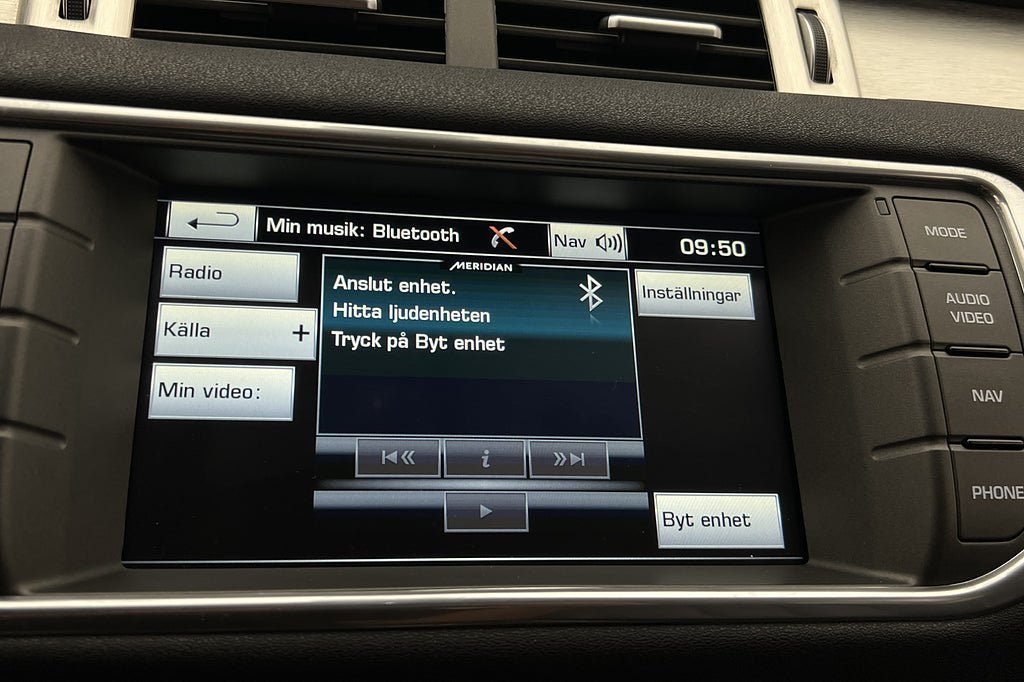 Min musik: Bluetooth
Nav
09:50
MERIDIAN
Radio
Källa +
Min video:
Anslut enhet.
Hitta ljudenheten
Tryck på Byt enhet
Inställningar
i
Byt enhet
MODE
AUDIO
VIDEO
NAV
PHONE